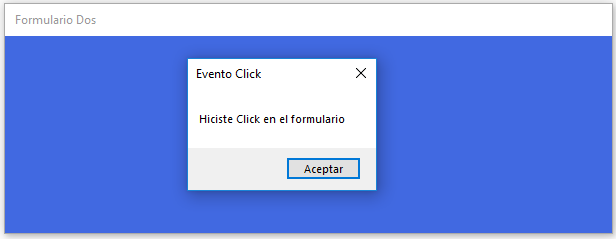 Formulario Dos
Evento Click
Hiciste Click en el formulario
Aceptar